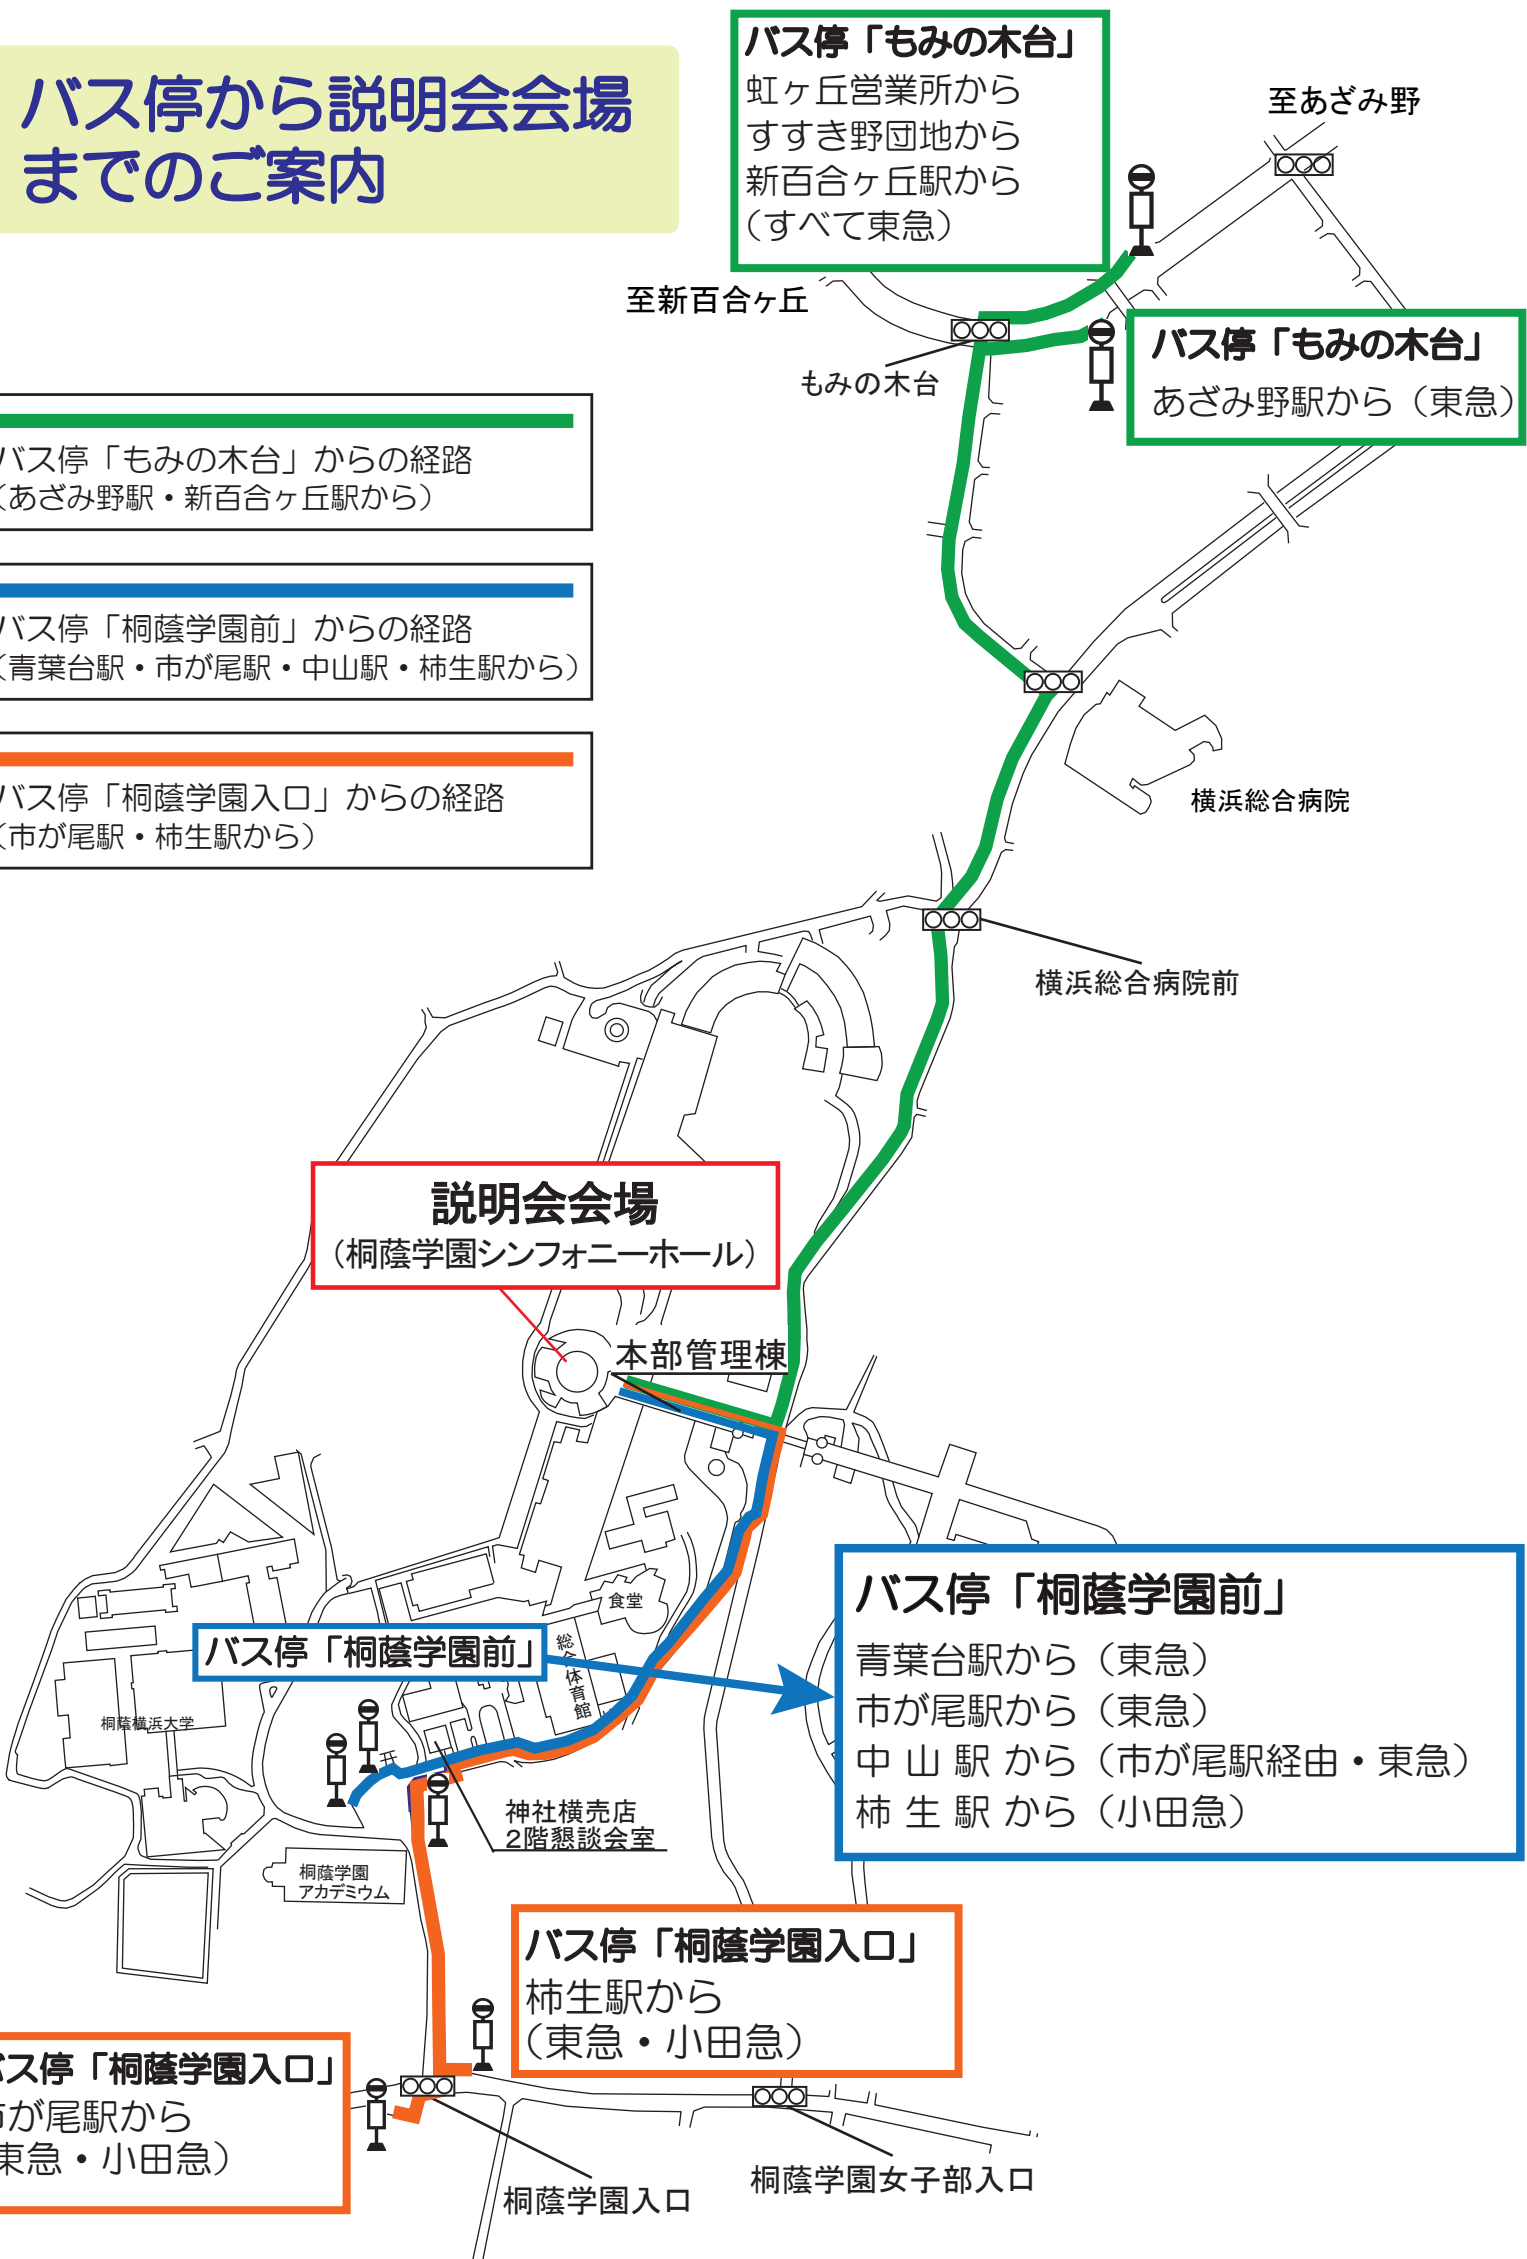 バス停から説明会会場
までのご案内
バス停「もみの木台」
虹ヶ丘営業所から
すすき野団地から
新百合ヶ丘駅から
（すべて東急）
至あざみ野
至新百合ヶ丘
もみの木台
バス停「もみの木台」
あざみ野駅から（東急）
バス停「もみの木台」からの経路
（あざみ野駅・新百合ヶ丘駅から）
バス停「桐蔭学園前」からの経路
（青葉台駅・市が尾駅・中山駅・柿生駅から）
バス停「桐蔭学園入口」からの経路
（市が尾駅・柿生駅から）
横浜総合病院
横浜総合病院前
説明会会場
（桐蔭学園シンフォニーホール）
本部管理棟
食堂
総合体育館
バス停「桐蔭学園前」
バス停「桐蔭学園前」
青葉台駅から（東急）
市が尾駅から（東急）
中 山 駅 から（市が尾駅経由・東急）
柿 生 駅 から（小田急）
桐蔭横浜大学
神社横売店
2階懇談会室
桐蔭学園
アカデミウム
バス停「桐蔭学園入口」
柿生駅から
（東急・小田急）
バス停「桐蔭学園入口」
市が尾駅から
（東急・小田急）
桐蔭学園入口
桐蔭学園女子部入口